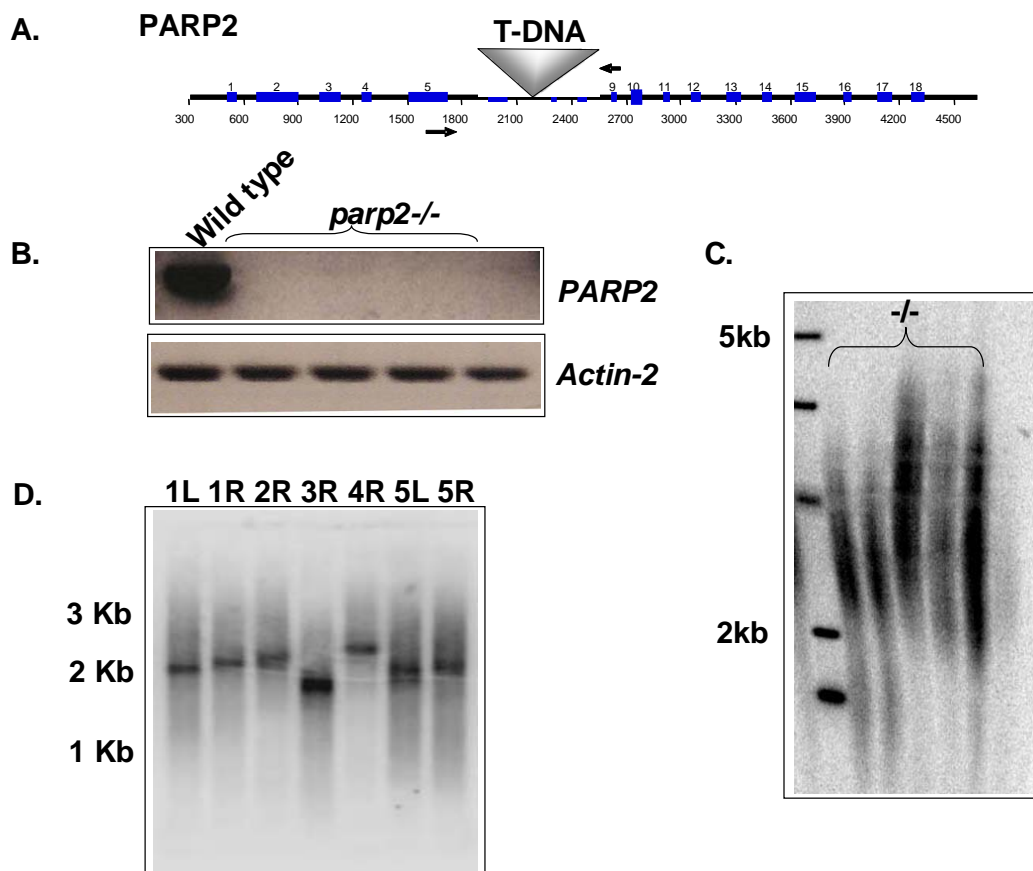 A. PARP2 T-DNA
1 2 3 4 5 9 10 11 12 13 14 15 16 17 18
300 600 900 1200 1500 1800 2100 2400 2700 3000 3300 3600 3900 4200 4500
Wild type parp2-/-
B. PARP2
Actin-2
C.
-/-
5kb
2kb
D. 1L 1R 2R 3R 4R 5L 5R
3 Kb
2 Kb
1 Kb